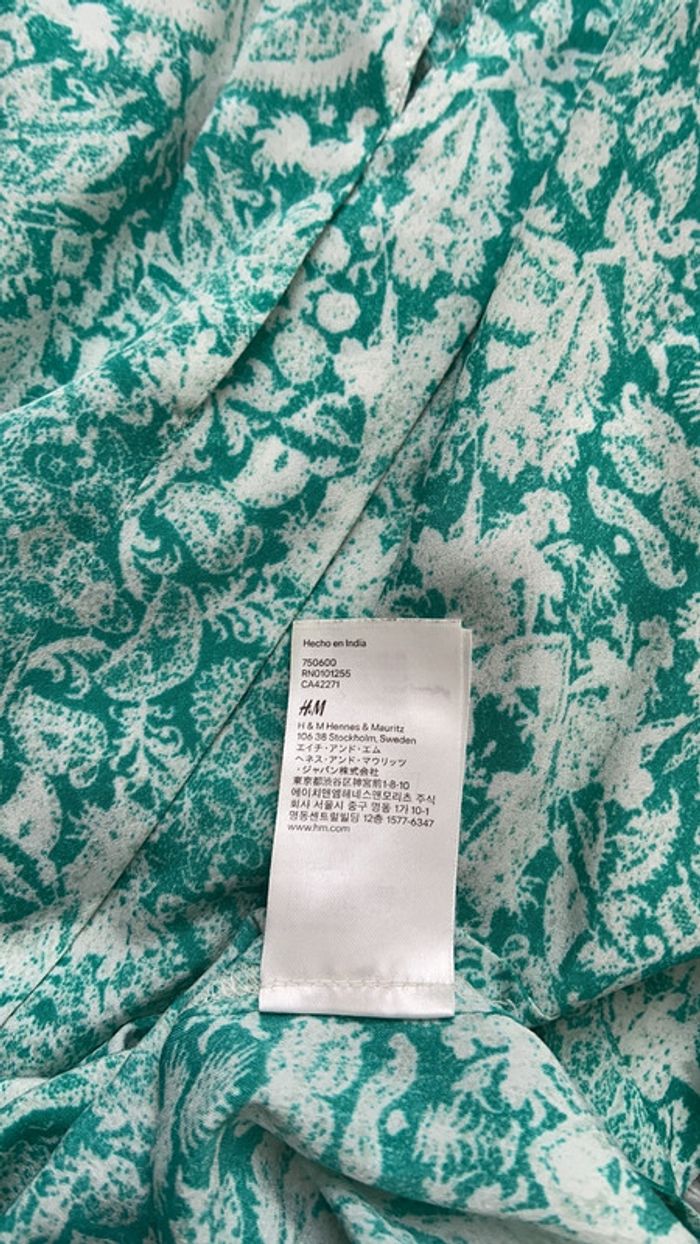 Hecho en India
750600
RN0101255
CA42271
H&M
H & M Hennes & Mauritz
106 38 Stockholm, Sweden
エイチ・アンド・エム
ヘネス・アンド・マウリッツ
・ジャパン株式会社
東京都渋谷区神宮前1-8-10
에이치앤엠헤네스앤모리츠 주식
회사 서울시 중구 명동 1가 10-1
명동센트럴빌딩 12층 1577-6347
www.hm.com